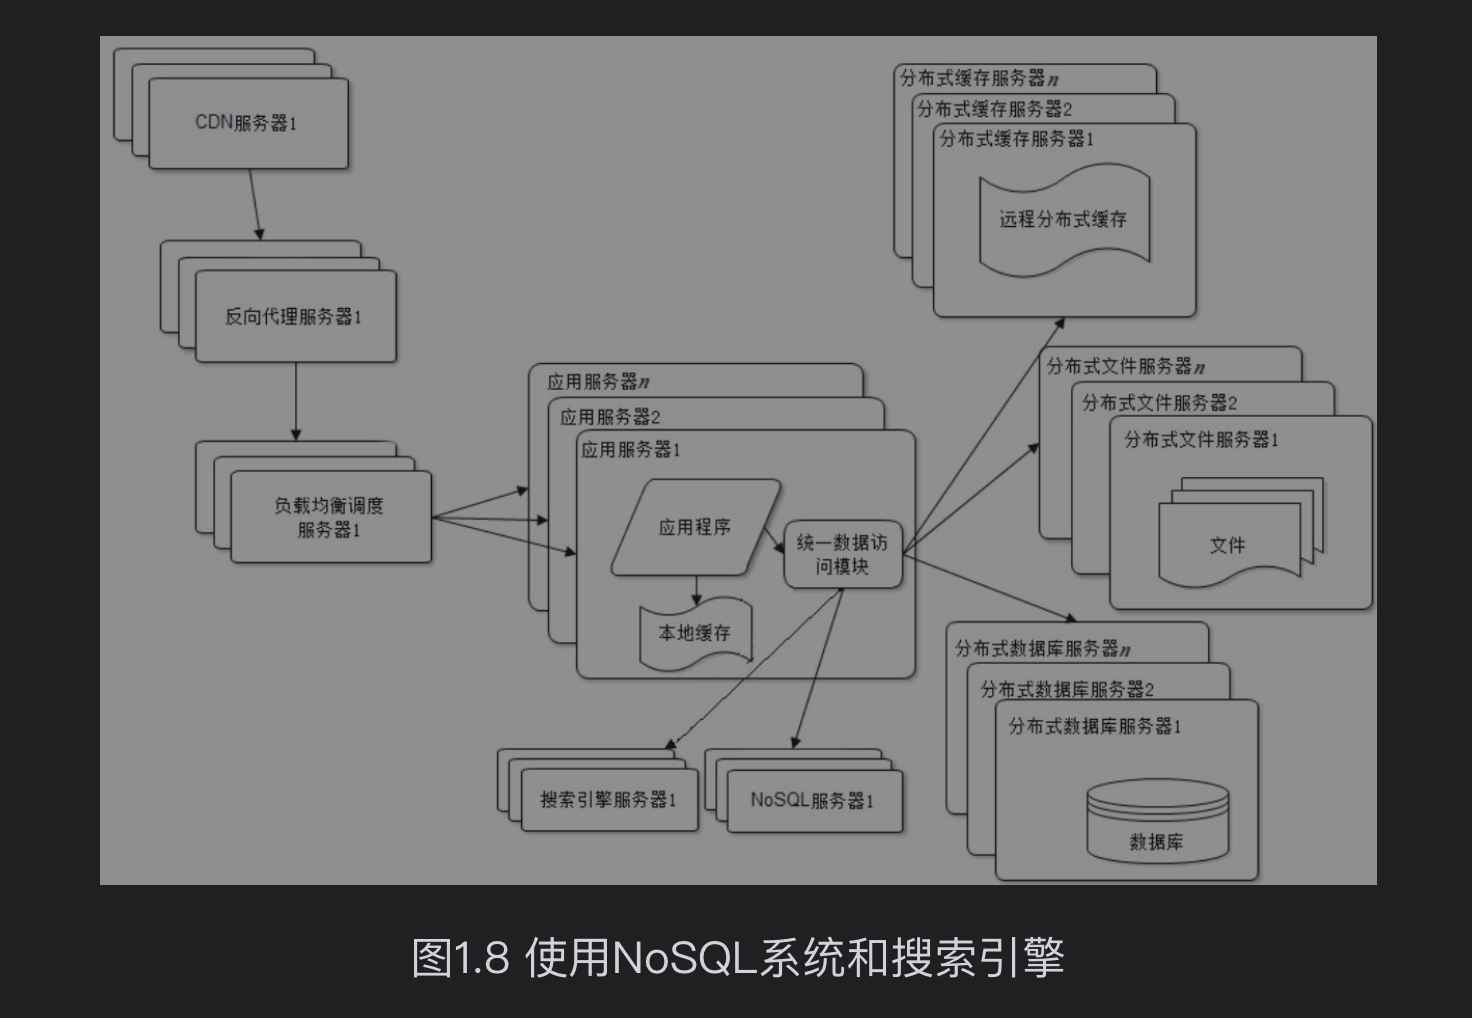 CDN服务器1
反向代理服务器1
负载均衡调度
服务器1
应用服务器n
应用服务器2
应用服务器1
应用程序
统一数据访
问模块
本地缓存
搜索引擎服务器1
NoSQL服务器1
分布式缓存服务器n
分布式缓存服务器2
分布式缓存服务器1
远程分布式缓存
分布式文件服务器n
分布式文件服务器2
分布式文件服务器1
文件
分布式数据库服务器n
分布式数据库服务器2
分布式数据库服务器1
数据库
图1.8 使用NoSQL系统和搜索引擎